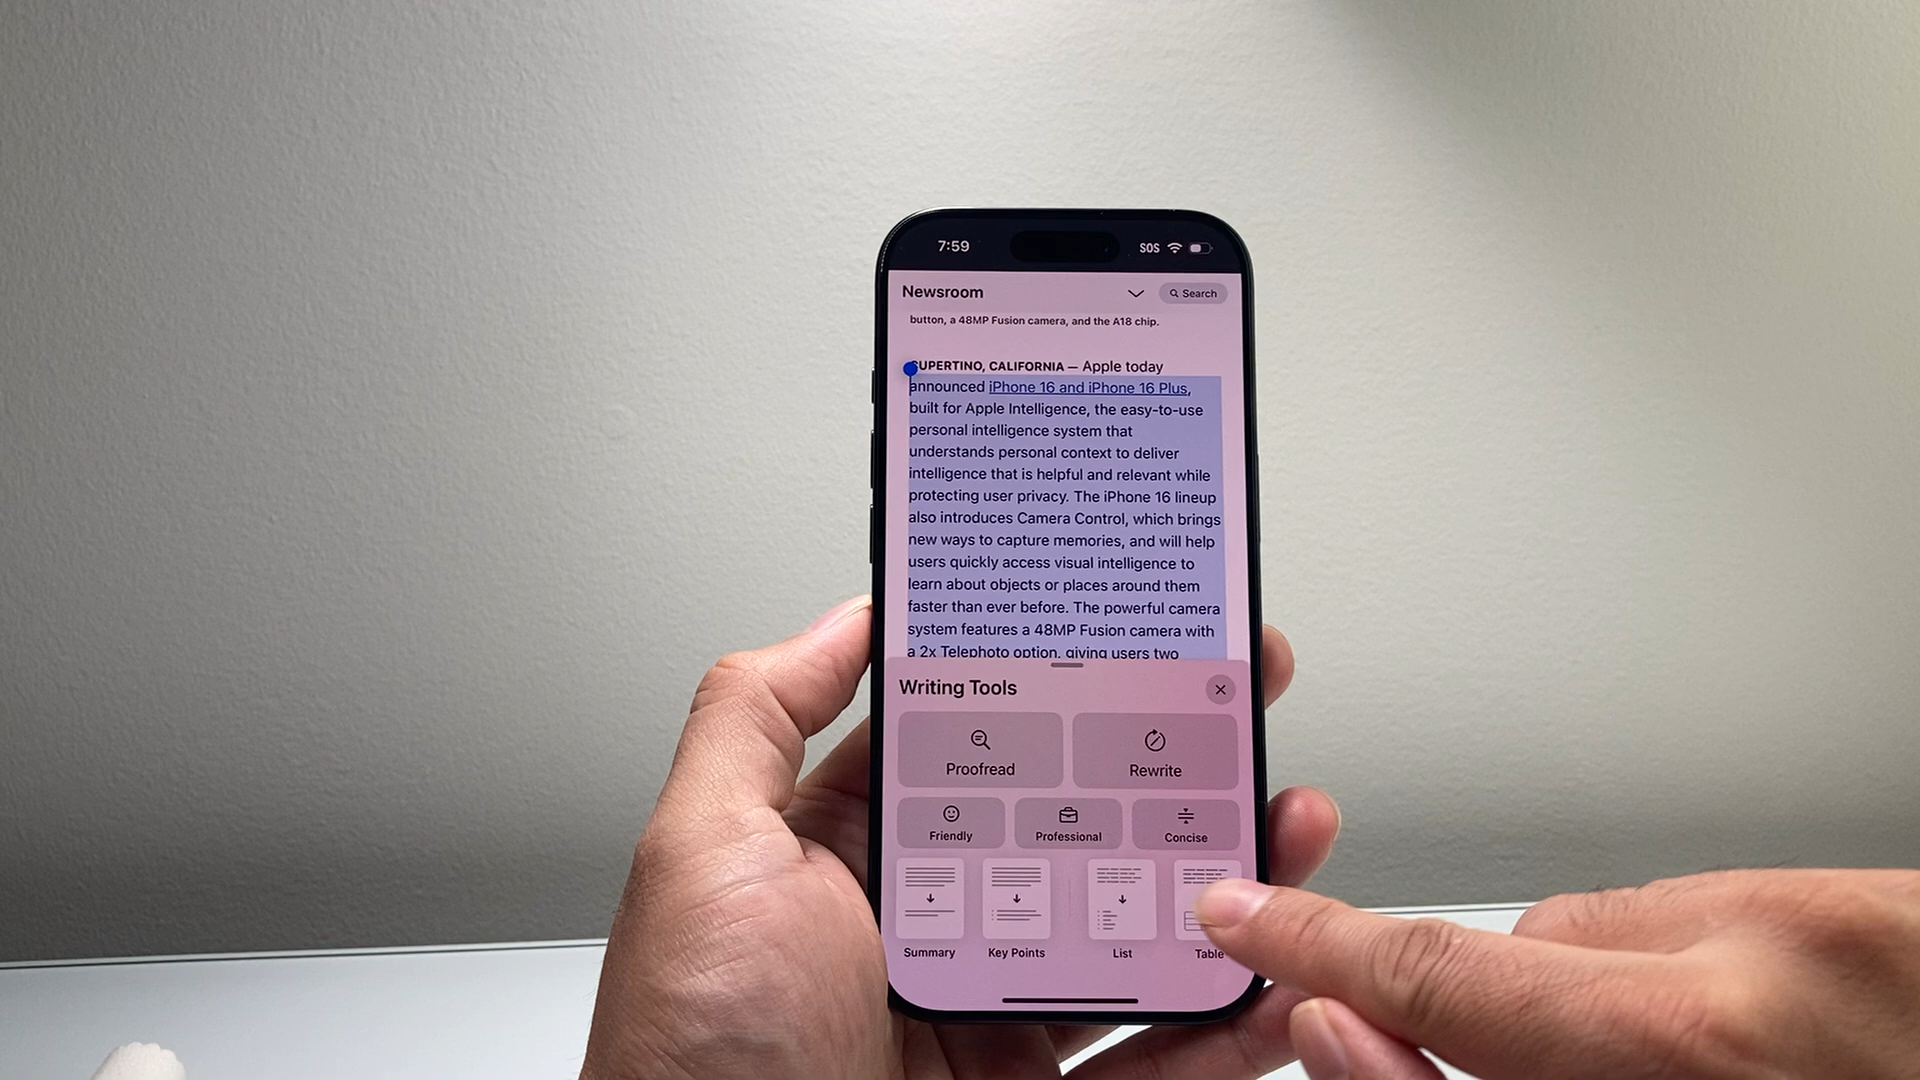 7:59 SOS
Newsroom Search
button, a 48MP Fusion camera, and the A18 chip.
CUPERTINO, CALIFORNIA — Apple today
announced iPhone 16 and iPhone 16 Plus,
built for Apple Intelligence, the easy-to-use
personal intelligence system that
understands personal context to deliver
intelligence that is helpful and relevant while
protecting user privacy. The iPhone 16 lineup
also introduces Camera Control, which brings
new ways to capture memories, and will help
users quickly access visual intelligence to
learn about objects or places around them
faster than ever before. The powerful camera
system features a 48MP Fusion camera with
a 2x Telephoto option, giving users two
Writing Tools
Proofread Rewrite
Friendly Professional Concise
Summary Key Points List Table